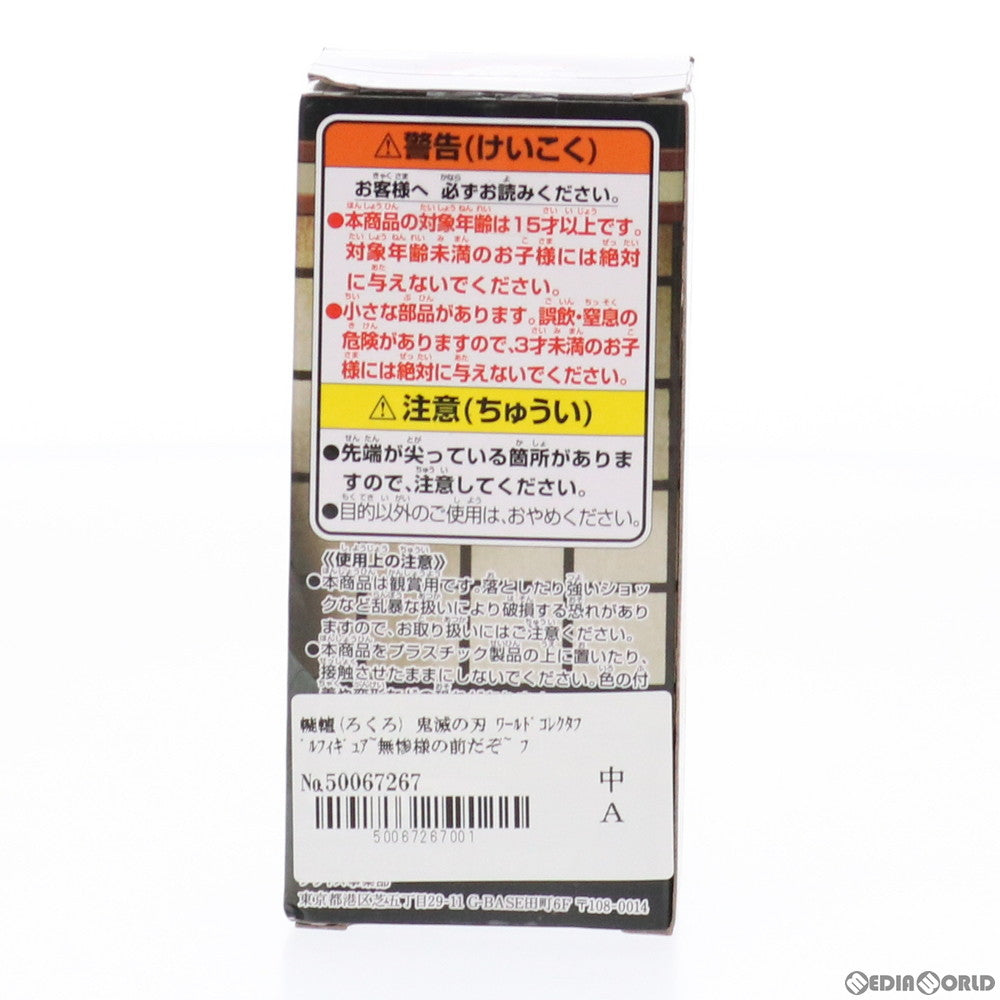 ⚠警告(けいこく)
お客様へ 必ずお読みください。
●本商品の対象年齢は15才以上です。
対象年齢未満のお子様には絶対
に与えないでください。
●小さな部品があります。誤飲・窒息の
危険がありますので、3才未満のお子
様には絶対に与えないでください。
⚠注意(ちゅうい)
●先端が尖っている箇所がありま
すので、注意してください。
●目的以外のご使用は、おやめください。
《使用上の注意》
○本商品は観賞用です。落としたり強いショッ
クなど乱暴な扱いにより破損する恐れがあり
ますので、お取り扱いにはご注意ください。
○本商品をプラスチック製品の上に置いたり、
接触させたままにしないでください。色の付
(ろくろ) 鬼滅の刃 ワールドコレクタブ
ルフィギュア~無惨様の前だぞ~ フ
No.50067267
中
A
50067267001
東京都港区芝五丁目29-11 G-BASE田町6F 〒108-0014
MEDIAWORLD